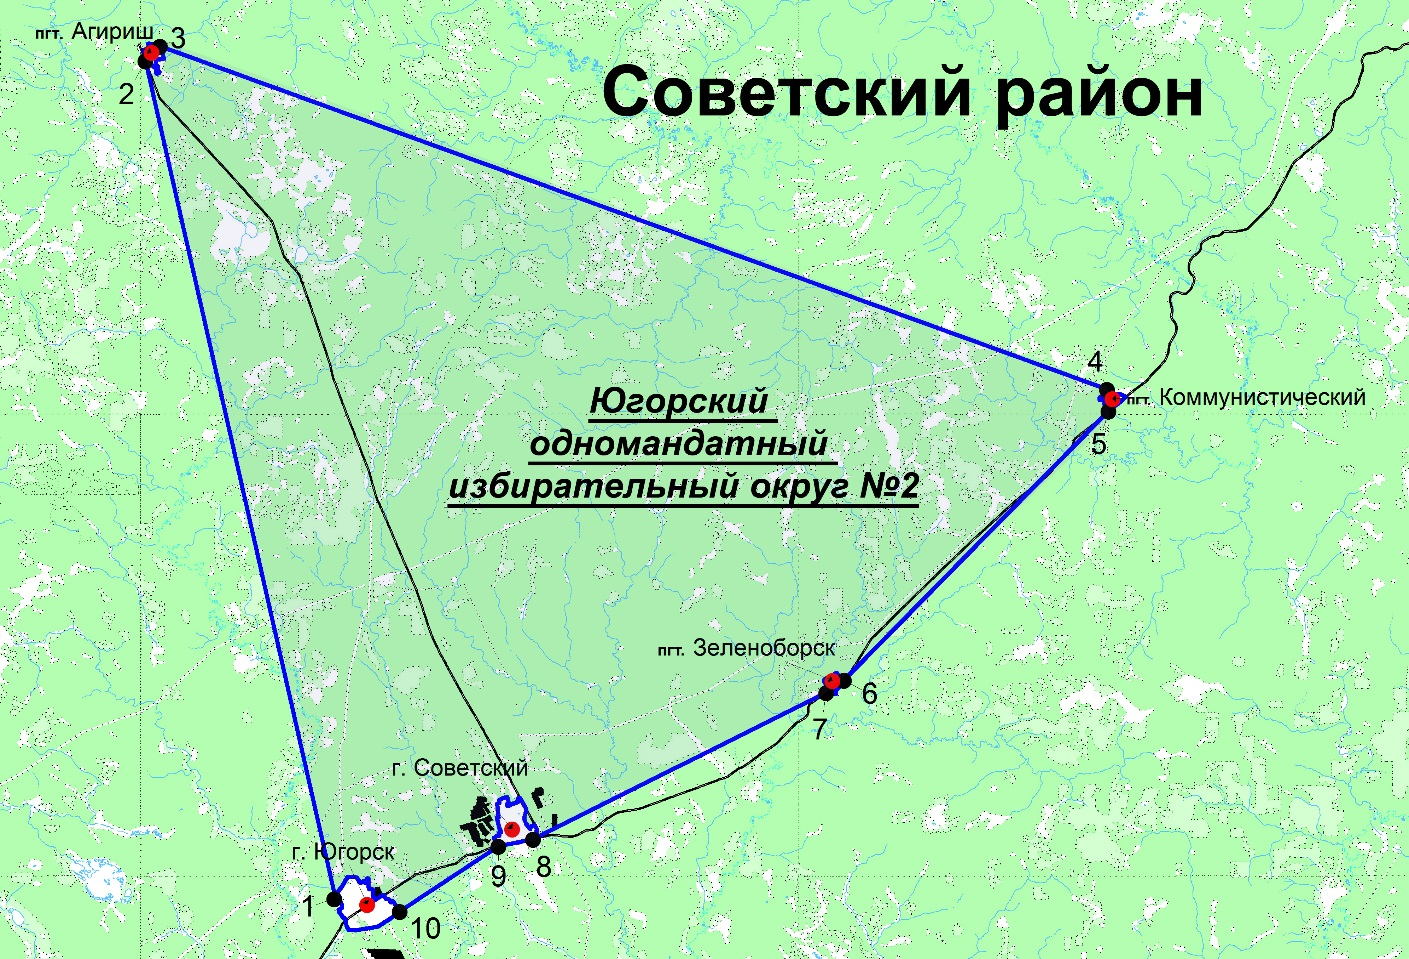 пгт. Агириш
3
2
Советский район
4
пгт. Коммунистический
5
Югорский
одномандатный
избирательный округ №2
пгт. Зеленоборск
6
7
г. Советский
г. Югорск
9
8
1
10